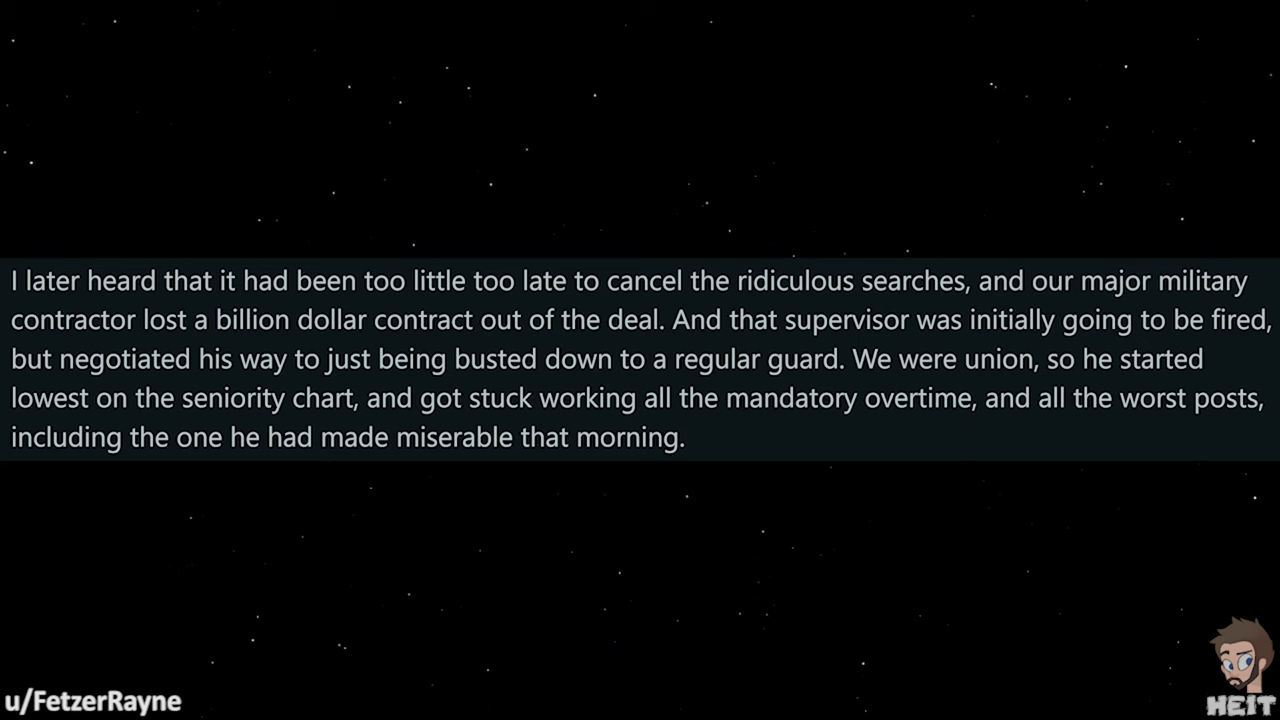 I later heard that it had been too little too late to cancel the ridiculous searches, and our major military
contractor lost a billion dollar contract out of the deal. And that supervisor was initially going to be fired,
but negotiated his way to just being busted down to a regular guard. We were union, so he started
lowest on the seniority chart, and got stuck working all the mandatory overtime, and all the worst posts,
including the one he had made miserable that morning.
u/FetzerRayne
HEIT